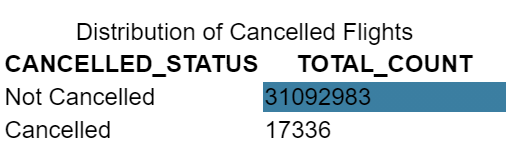 Distribution of Cancelled Flights
CANCELLED_STATUS TOTAL_COUNT
Not Cancelled 31092983
Cancelled 17336